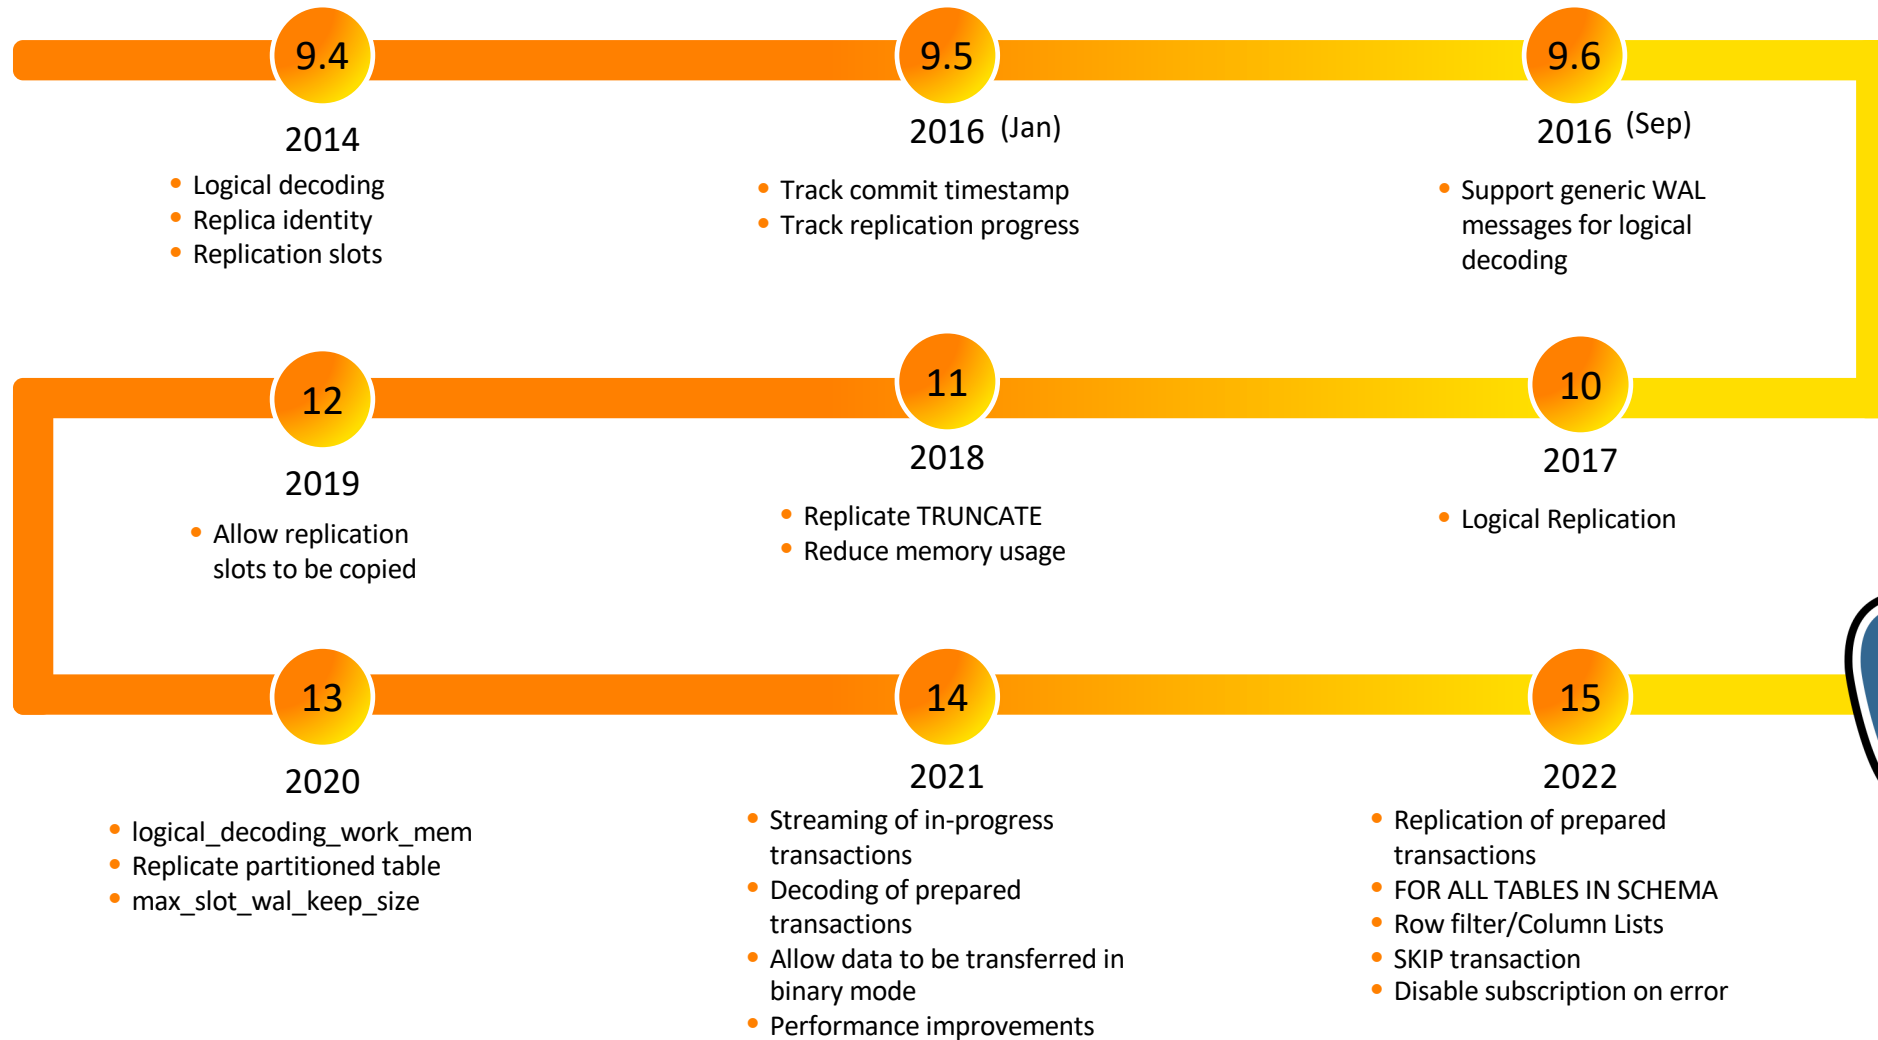 9.4
2014
• Logical decoding
• Replica identity
• Replication slots
9.5
2016 (Jan)
• Track commit timestamp
• Track replication progress
9.6
2016 (Sep)
• Support generic WAL
messages for logical
decoding
10
2017
• Logical Replication
11
2018
• Replicate TRUNCATE
• Reduce memory usage
12
2019
• Allow replication
slots to be copied
13
2020
• logical_decoding_work_mem
• Replicate partitioned table
• max_slot_wal_keep_size
14
2021
• Streaming of in-progress
transactions
• Decoding of prepared
transactions
• Allow data to be transferred in
binary mode
• Performance improvements
15
2022
• Replication of prepared
transactions
• FOR ALL TABLES IN SCHEMA
• Row filter/Column Lists
• SKIP transaction
• Disable subscription on error